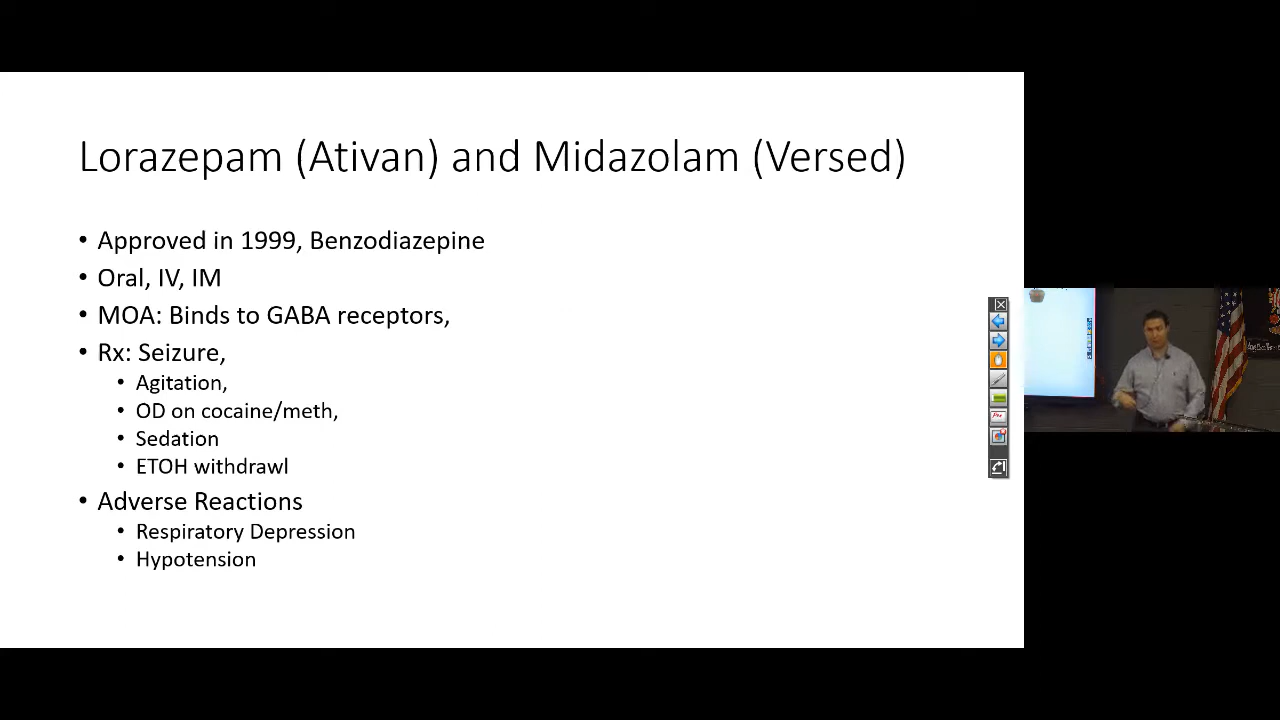 Lorazepam (Ativan) and Midazolam (Versed)
• Approved in 1999, Benzodiazepine
• Oral, IV, IM
• MOA: Binds to GABA receptors,
• Rx: Seizure,
• Agitation,
• OD on cocaine/meth,
• Sedation
• ETOH withdrawl
• Adverse Reactions
• Respiratory Depression
• Hypotension